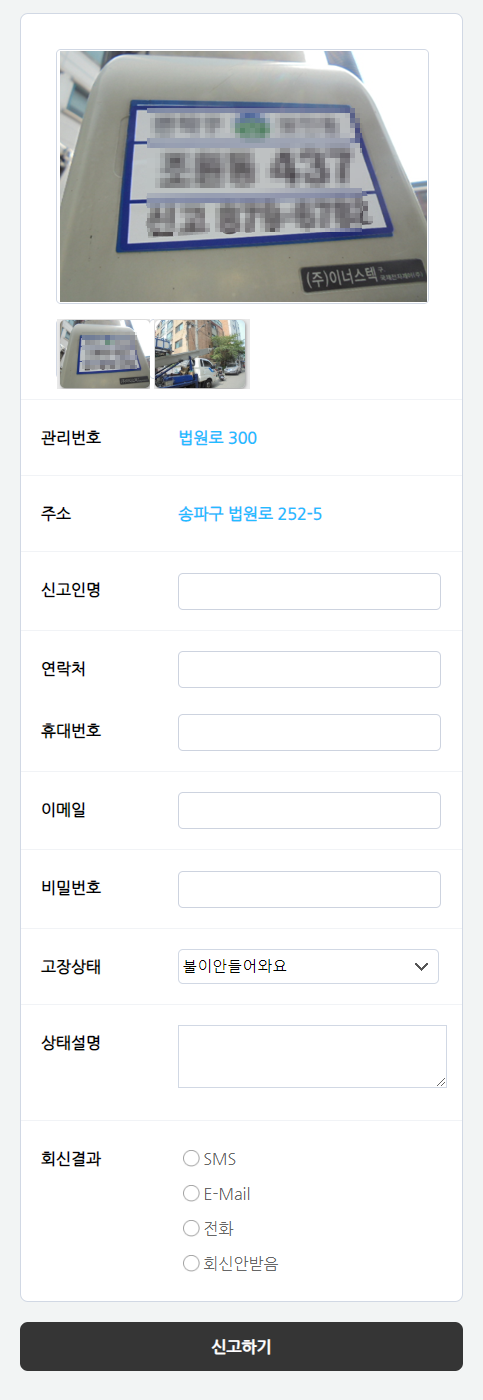 437
(주)이너스텍
관리번호 법원로 300
주소 송파구 법원로 252-5
신고인명
연락처
휴대번호
이메일
비밀번호
고장상태 불이안들어와요
상태설명
회신결과 SMS
E-Mail
전화
회신안받음
신고하기